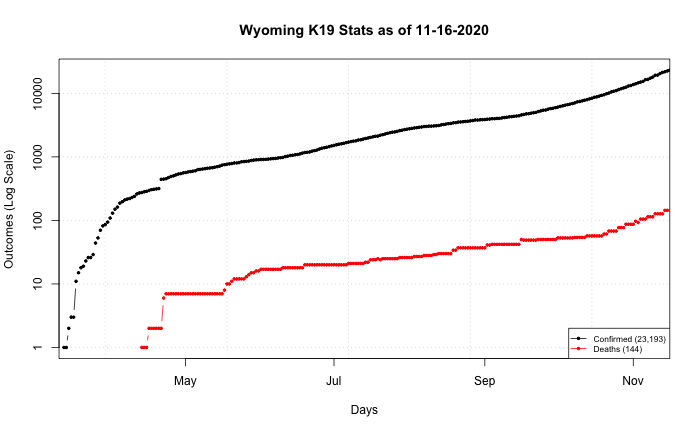 Wyoming K19 Stats as of 11-16-2020
Outcomes (Log Scale)
10000
1000
100
10
1
Confirmed (23,193)
Deaths (144)
May
Jul
Sep
Nov
Days